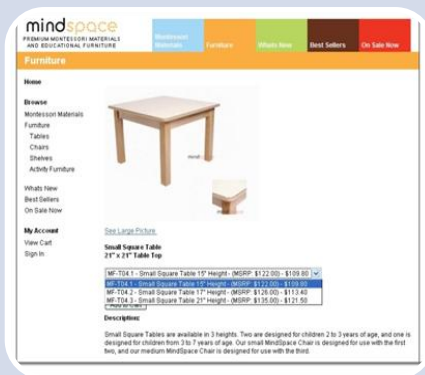 mindspace
PREMIUM MONTESSORI MATERIALS
AND EDUCATIONAL FURNITURE
Montessori
Materials
Furniture
Whats New
Best Sellers
On Sale Now
Furniture
Home
Browse
Montessori Materials
Furniture
Tables
Chairs
Shelves
Activity Furniture
Whats New
Best Sellers
On Sale Now
My Account
View Cart
Sign In
See Large Picture.
Small Square Table
21" x 21" Table Top
MF-T04.1 - Small Square Table 15" Height - (MSRP: $122.00) - $109.80
MF-T04.1 - Small Square Table 15" Height - (MSRP: $122.00) - $109.80
MF-T04.2 - Small Square Table 17" Height - (MSRP: $126.00) - $113.40
MF-T04.3 - Small Square Table 21" Height - (MSRP: $135.00) - $121.50
Add to Cart
Description:
Small Square Tables are available in 3 heights. Two are designed for children 2 to 3 years of age, and one is
designed for children from 3 to 7 years of age. Our small MindSpace Chair is designed for use with the first
two, and our medium MindSpace Chair is designed for use with the third.